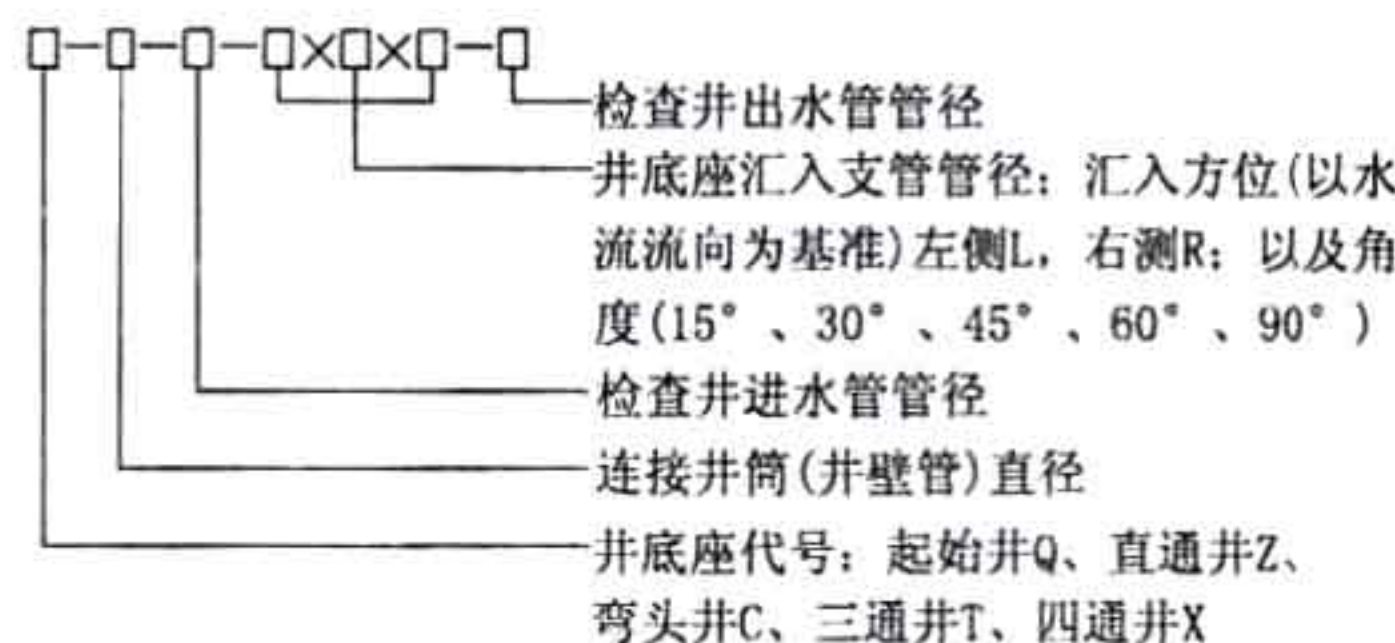 □-□-□-□×□×□-□
检查井出水管管径
井底座汇入支管管径；汇入方位(以水
流流向为基准)左侧L，右测R；以及角
度(15°、30°、45°、60°、90°)
检查井进水管管径
连接井筒(井壁管)直径
井底座代号：起始井Q、直通井Z、
弯头井C、三通井T、四通井X